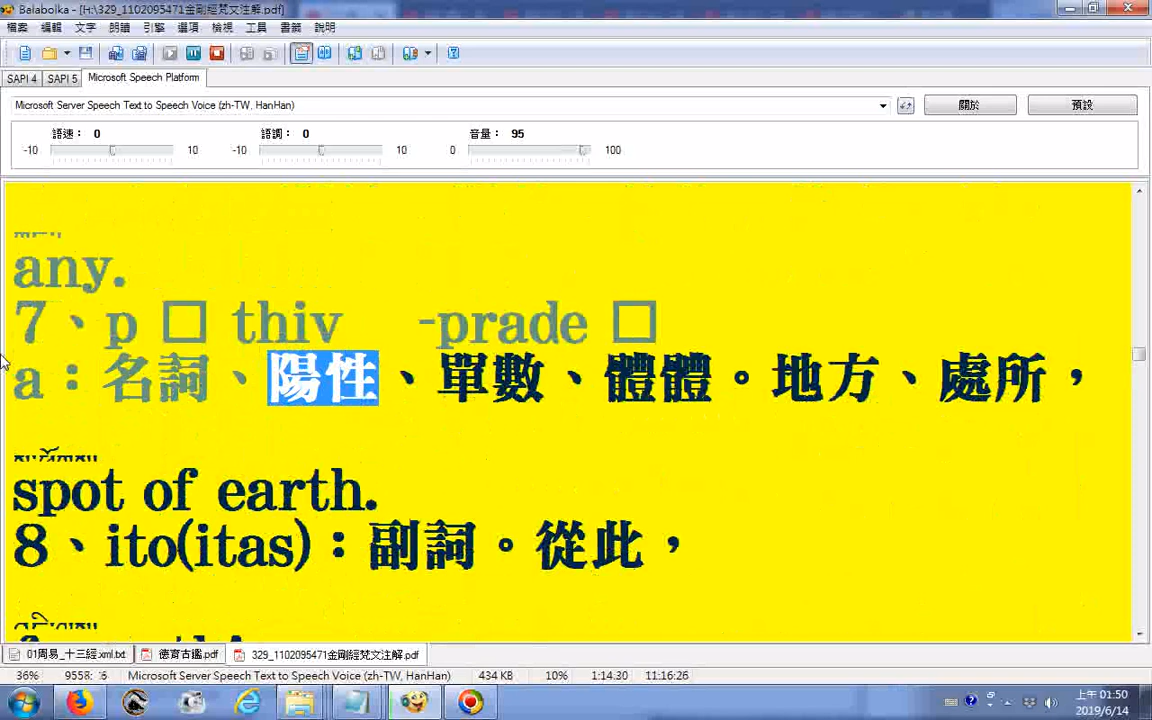 Balabolka - [H:\329_1102095471金剛經梵文注解.pdf]
檔案 編輯 文字 朗讀 引擎 選項 檢視 工具 書籤 說明
SAPI 4 SAPI 5 Microsoft Speech Platform
Microsoft Server Speech Text to Speech Voice (zh-TW, HanHan) 關於 預設
語速： 0 語調： 0 音量： 95
-10 10 -10 10 0 100
any.
7、p □ thiv -prade □
a：名詞、陽性、單數、體體。地方、處所，
spot of earth.
8、ito(itas)：副詞。從此，
01周易_十三經.xml.txt 德育古鑑.pdf 329_1102095471金剛經梵文注解.pdf
36% Microsoft Server Speech Text to Speech Voice (zh-TW, HanHan) 434 KB 10% 1:14.30 11:16:26
上午 01:50
2019/6/14